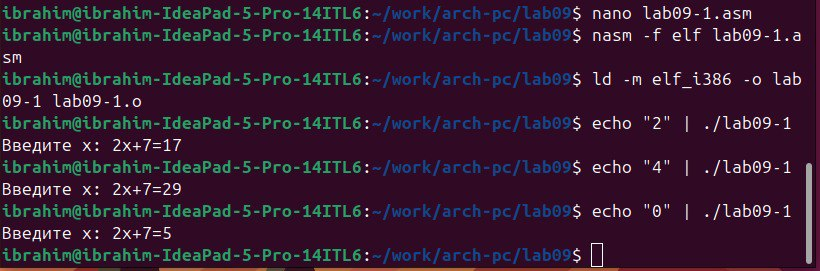 ibrahim@ibrahim-IdeaPad-5-Pro-14ITL6:~/work/arch-pc/lab09$ nano lab09-1.asm
ibrahim@ibrahim-IdeaPad-5-Pro-14ITL6:~/work/arch-pc/lab09$ nasm -f elf lab09-1.a
sm
ibrahim@ibrahim-IdeaPad-5-Pro-14ITL6:~/work/arch-pc/lab09$ ld -m elf_i386 -o lab
09-1 lab09-1.o
ibrahim@ibrahim-IdeaPad-5-Pro-14ITL6:~/work/arch-pc/lab09$ echo "2" | ./lab09-1
Введите x: 2x+7=17
ibrahim@ibrahim-IdeaPad-5-Pro-14ITL6:~/work/arch-pc/lab09$ echo "4" | ./lab09-1
Введите x: 2x+7=29
ibrahim@ibrahim-IdeaPad-5-Pro-14ITL6:~/work/arch-pc/lab09$ echo "0" | ./lab09-1
Введите x: 2x+7=5
ibrahim@ibrahim-IdeaPad-5-Pro-14ITL6:~/work/arch-pc/lab09$